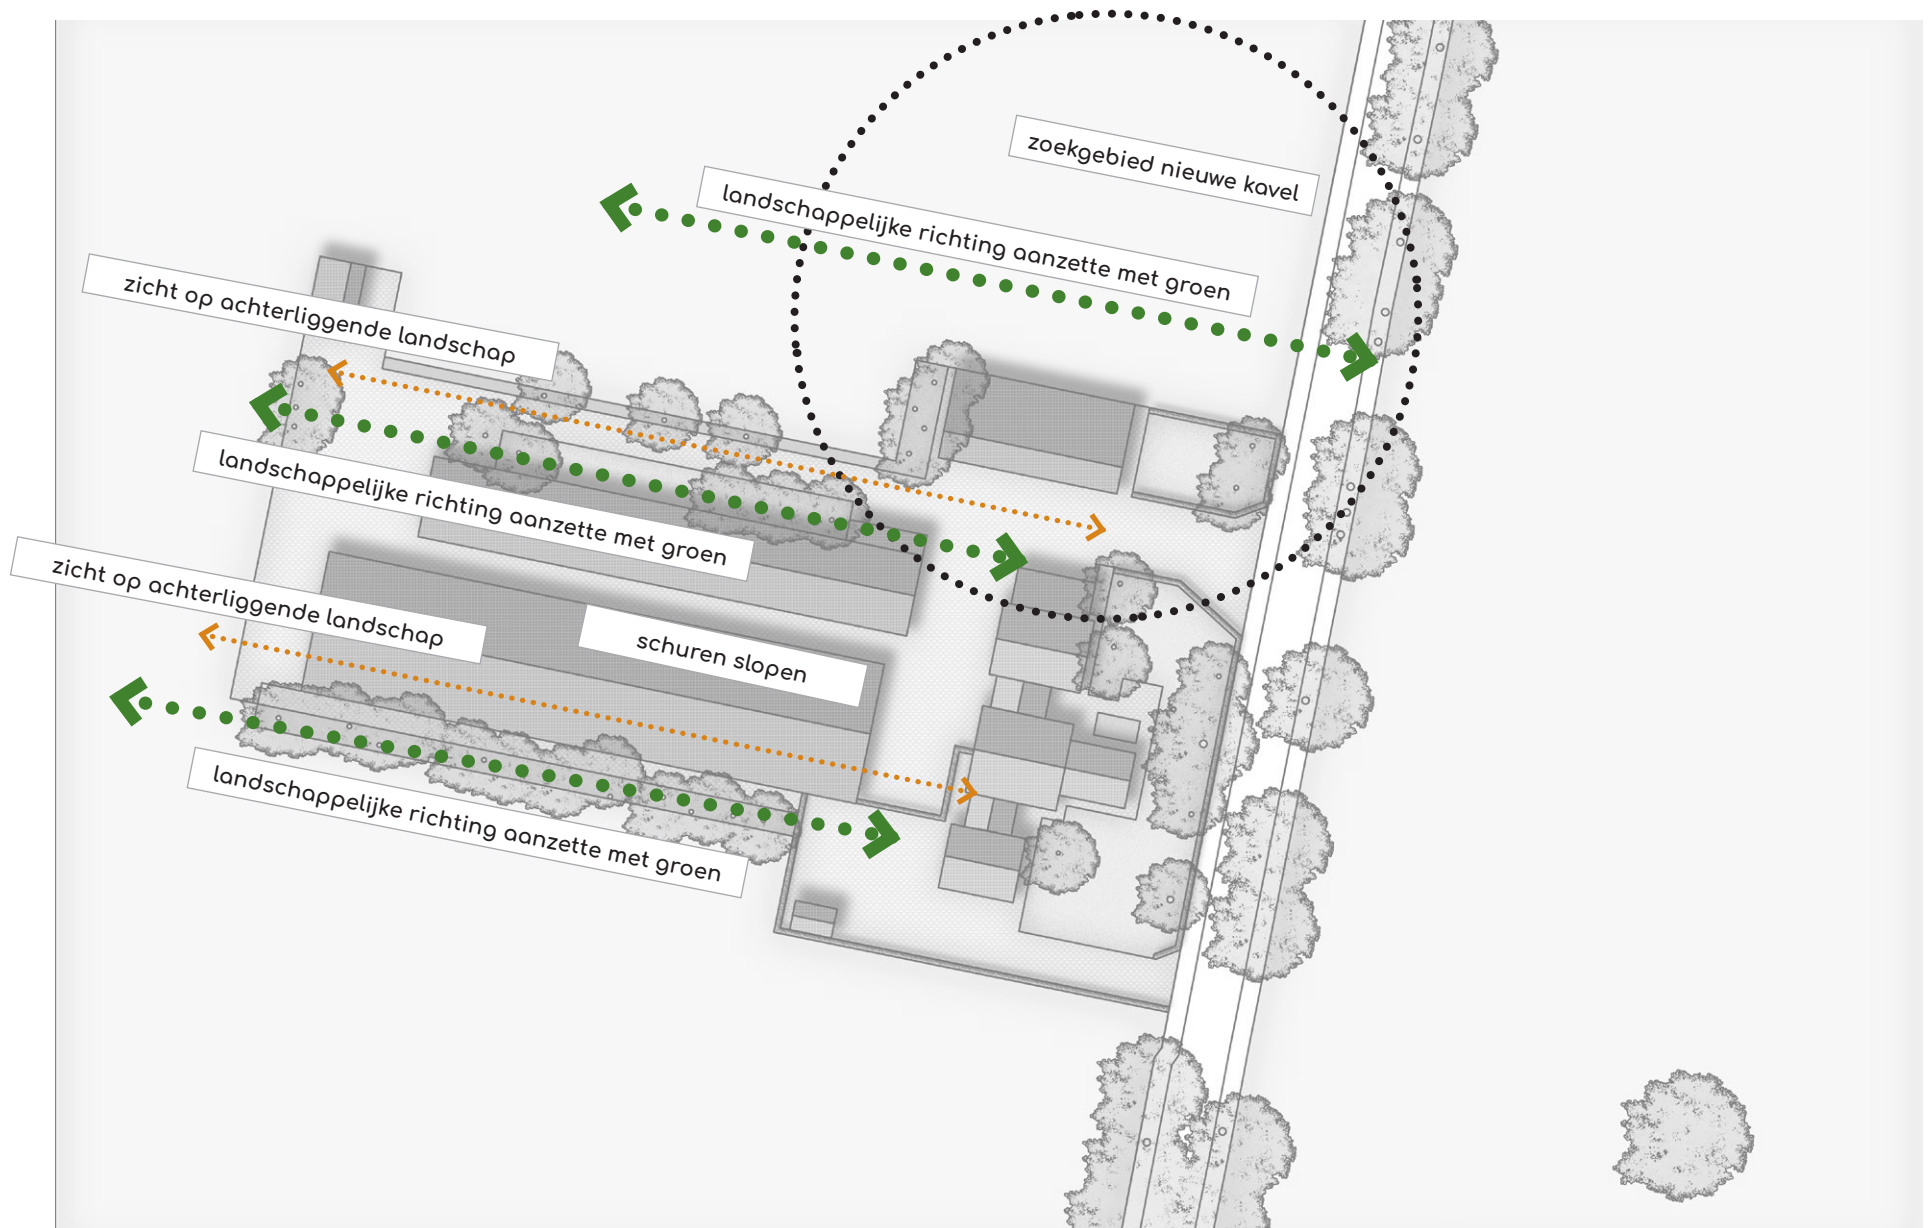 zoekgebied nieuwe kavel
landschappelijke richting aanzette met groen
zicht op achterliggende landschap
landschappelijke richting aanzette met groen
zicht op achterliggende landschap
schuren slopen
landschappelijke richting aanzette met groen